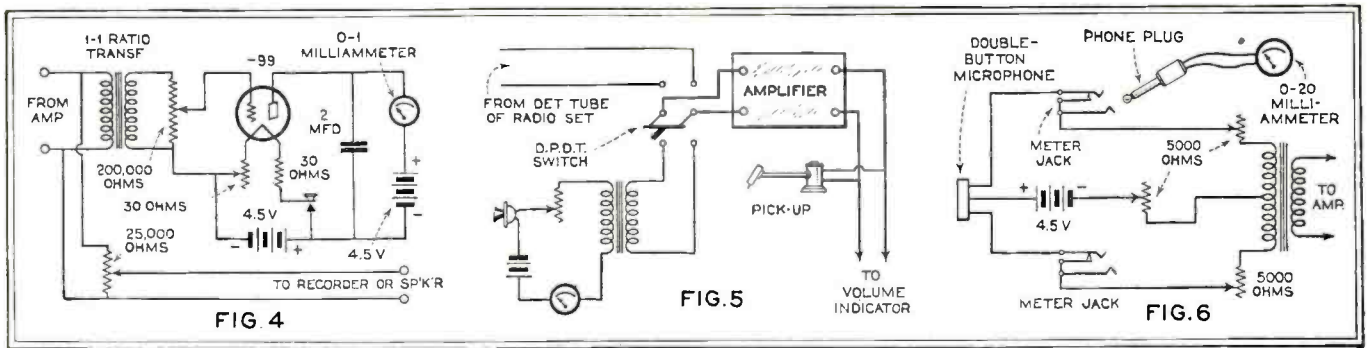 1-1 RATIO
TRANSF
FROM
AMP
200,000
OHMS
30 OHMS
25,000
OHMS
-99
4.5 V
- +
30
OHMS
2
MFD
0-1
MILLIAMMETER
+
-
4.5 V
TO RECORDER OR SP'K'R
FIG. 4
FROM DET TUBE
OF RADIO SET
D.P.D.T.
SWITCH
AMPLIFIER
PICK-UP
TO
VOLUME
INDICATOR
FIG. 5
DOUBLE-
BUTTON
MICROPHONE
PHONE PLUG
0-20
MILLI-
AMMETER
METER
JACK
5000
OHMS
+ -
4.5 V
TO
AMP.
METER JACK
5000
OHMS
FIG. 6